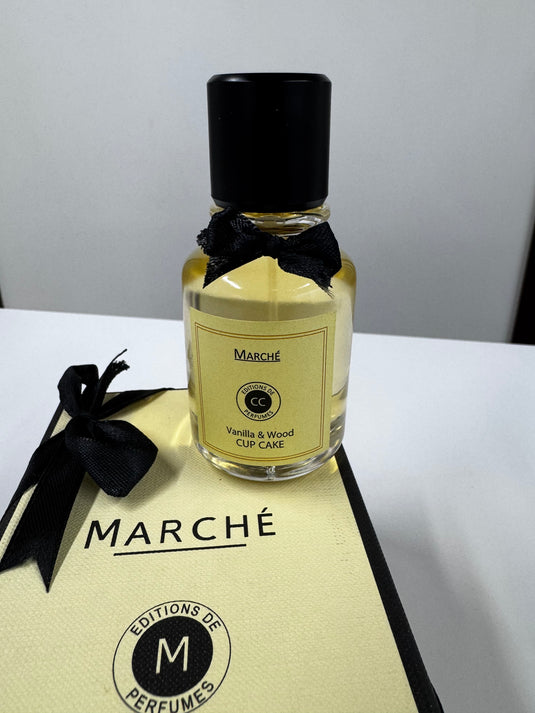 MARCHÉ
EDITIONS DE
CC
PERFUMES
Vanilla & Wood
CUP CAKE
MARCHÉ
EDITIONS DE
M
PERFUMES